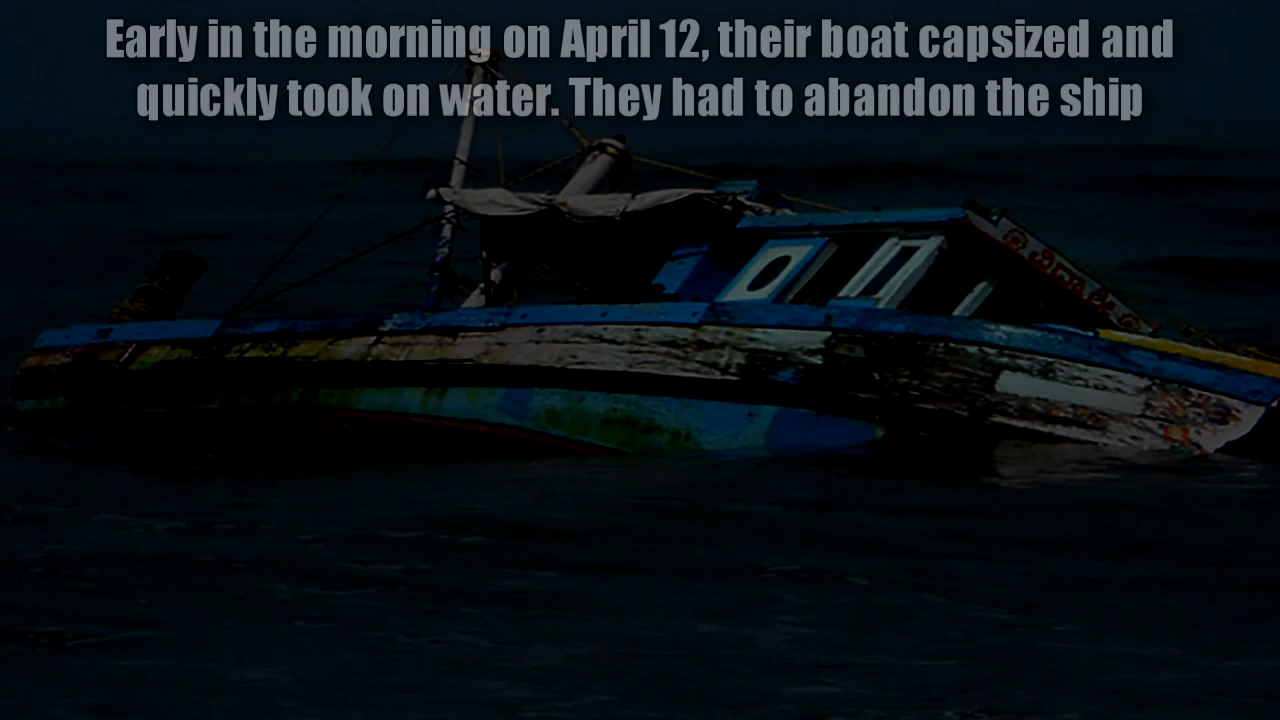 Early in the morning on April 12, their boat capsized and
quickly took on water. They had to abandon the ship